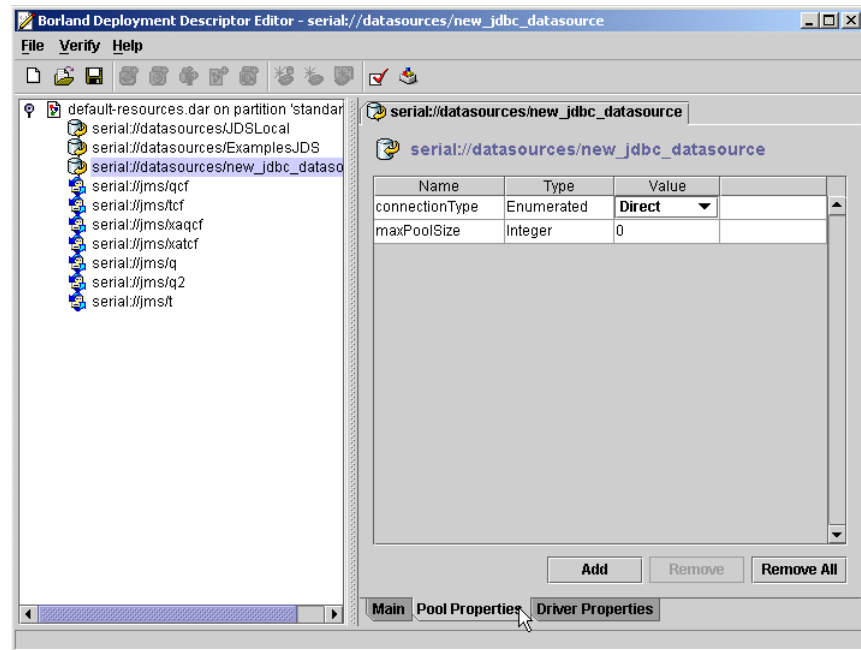 Borland Deployment Descriptor Editor - serial://datasources/new_jdbc_datasource
File Verify Help
default-resources.dar on partition 'standar
serial://datasources/JDSLocal
serial://datasources/ExamplesJDS
serial://datasources/new_jdbc_dataso
serial://jms/qcf
serial://jms/tcf
serial://jms/xaqcf
serial://jms/xatcf
serial://jms/q
serial://jms/q2
serial://jms/t
serial://datasources/new_jdbc_datasource
serial://datasources/new_jdbc_datasource
Name Type Value
connectionType Enumerated Direct
maxPoolSize Integer 0
Add Remove Remove All
Main Pool Properties Driver Properties